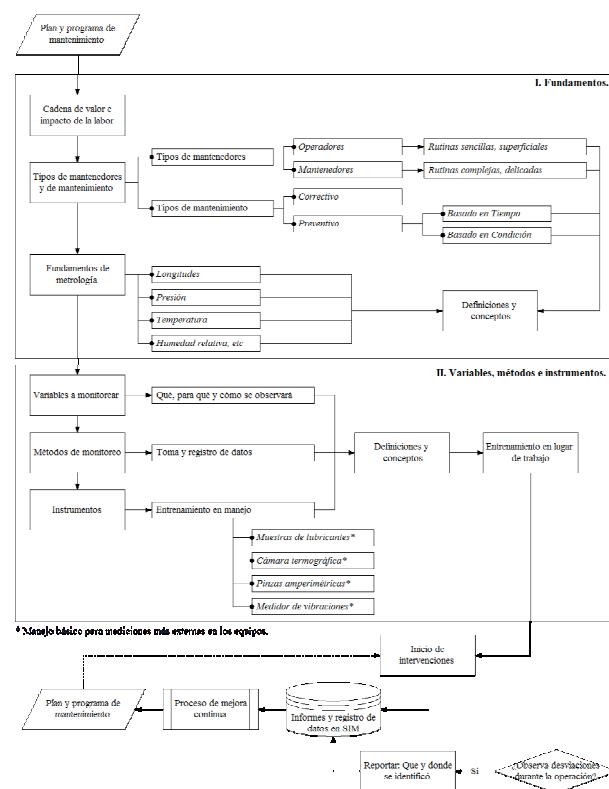 Plan y programa de
mantenimiento
I. Fundamentos.
Cadena de valor e
impacto de la labor
Tipos de mantenedores
y de mantenimiento
Tipos de mantenedores
Operadores
Rutinas sencillas, superficiales
Mantenedores
Rutinas complejas, delicadas
Tipos de mantenimiento
Correctivo
Preventivo
Basado en Tiempo
Basado en Condición
Fundamentos de
metrología
Longitudes
Presión
Temperatura
Humedad relativa, etc
Definiciones y
conceptos
II. Variables, métodos e instrumentos.
Variables a monitorear
Qué, para qué y cómo se observará
Métodos de monitoreo
Toma y registro de datos
Definiciones y
conceptos
Entrenamiento en lugar
de trabajo
Instrumentos
Entrenamiento en manejo
Muestras de lubricantes*
Cámara termográfica*
Pinzas amperimétricas*
Medidor de vibraciones*
* Manejo básico para mediciones más externas en los equipos.
Inicio de
intervenciones
Plan y programa de
mantenimiento
Proceso de mejora
continua
Informes y registro de
datos en SIM
Reportar: Que y donde
se identificó
Si
¿Observa desviaciones
durante la operación?